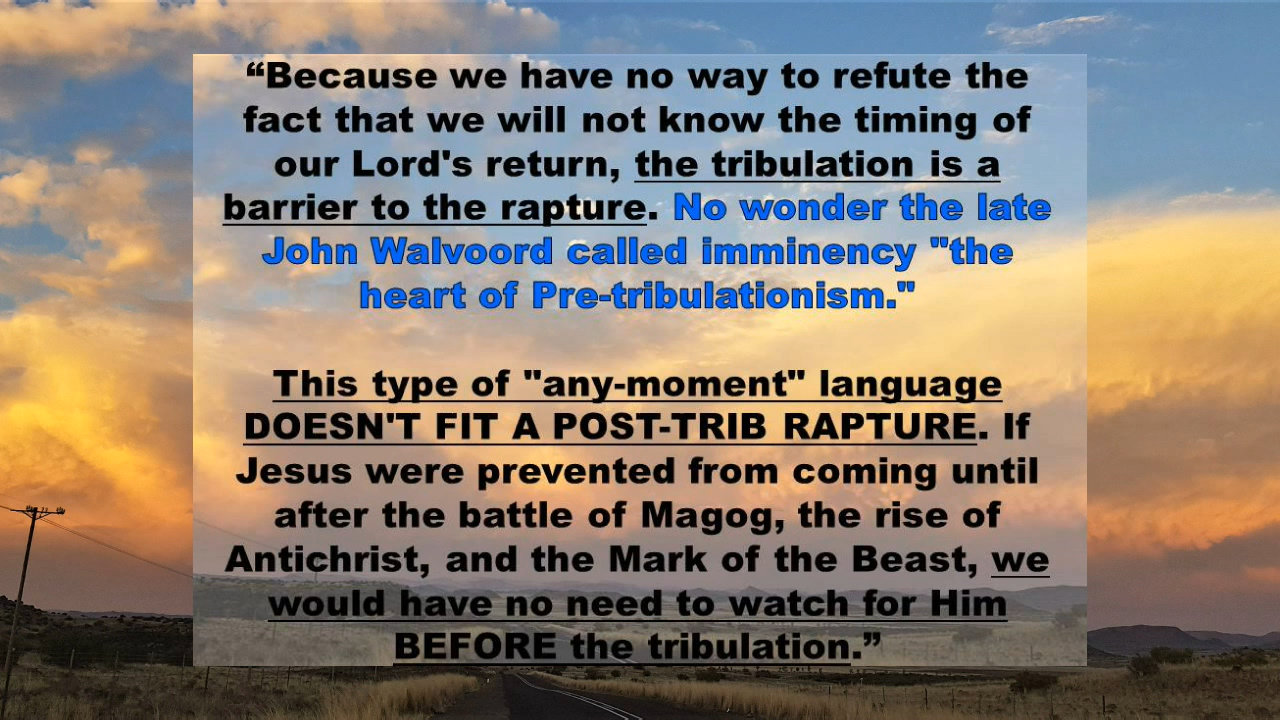 “Because we have no way to refute the
fact that we will not know the timing of
our Lord's return, the tribulation is a
barrier to the rapture. No wonder the late
John Walvoord called imminency "the
heart of Pre-tribulationism."
This type of "any-moment" language
DOESN'T FIT A POST-TRIB RAPTURE. If
Jesus were prevented from coming until
after the battle of Magog, the rise of
Antichrist, and the Mark of the Beast, we
would have no need to watch for Him
BEFORE the tribulation.”